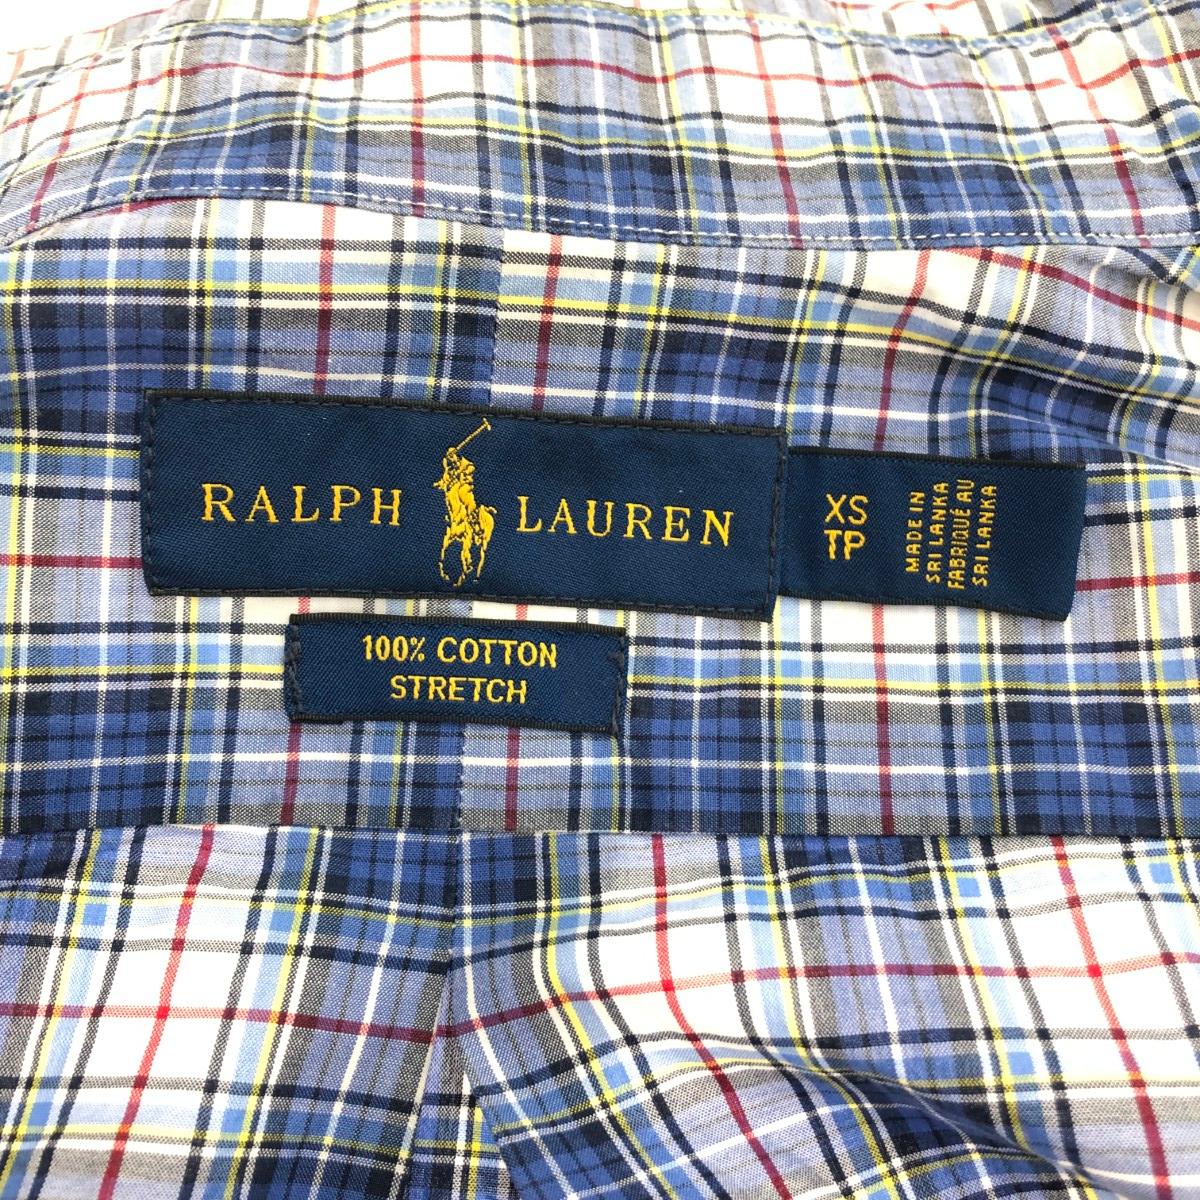 RALPH LAUREN
XS
TP
MADE IN
SRI LANKA
FABRIQUÉ AU
SRI LANKA
100% COTTON
STRETCH